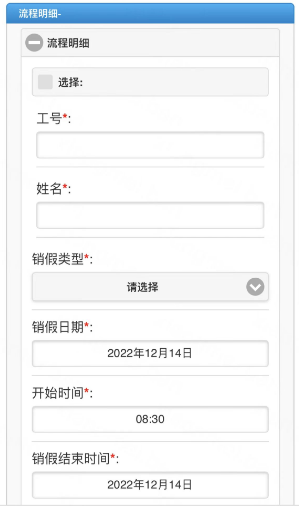 流程明细-
流程明细
选择:
工号*:
姓名*:
销假类型*:
请选择
销假日期*:
2022年12月14日
开始时间*:
08:30
销假结束时间*:
2022年12月14日